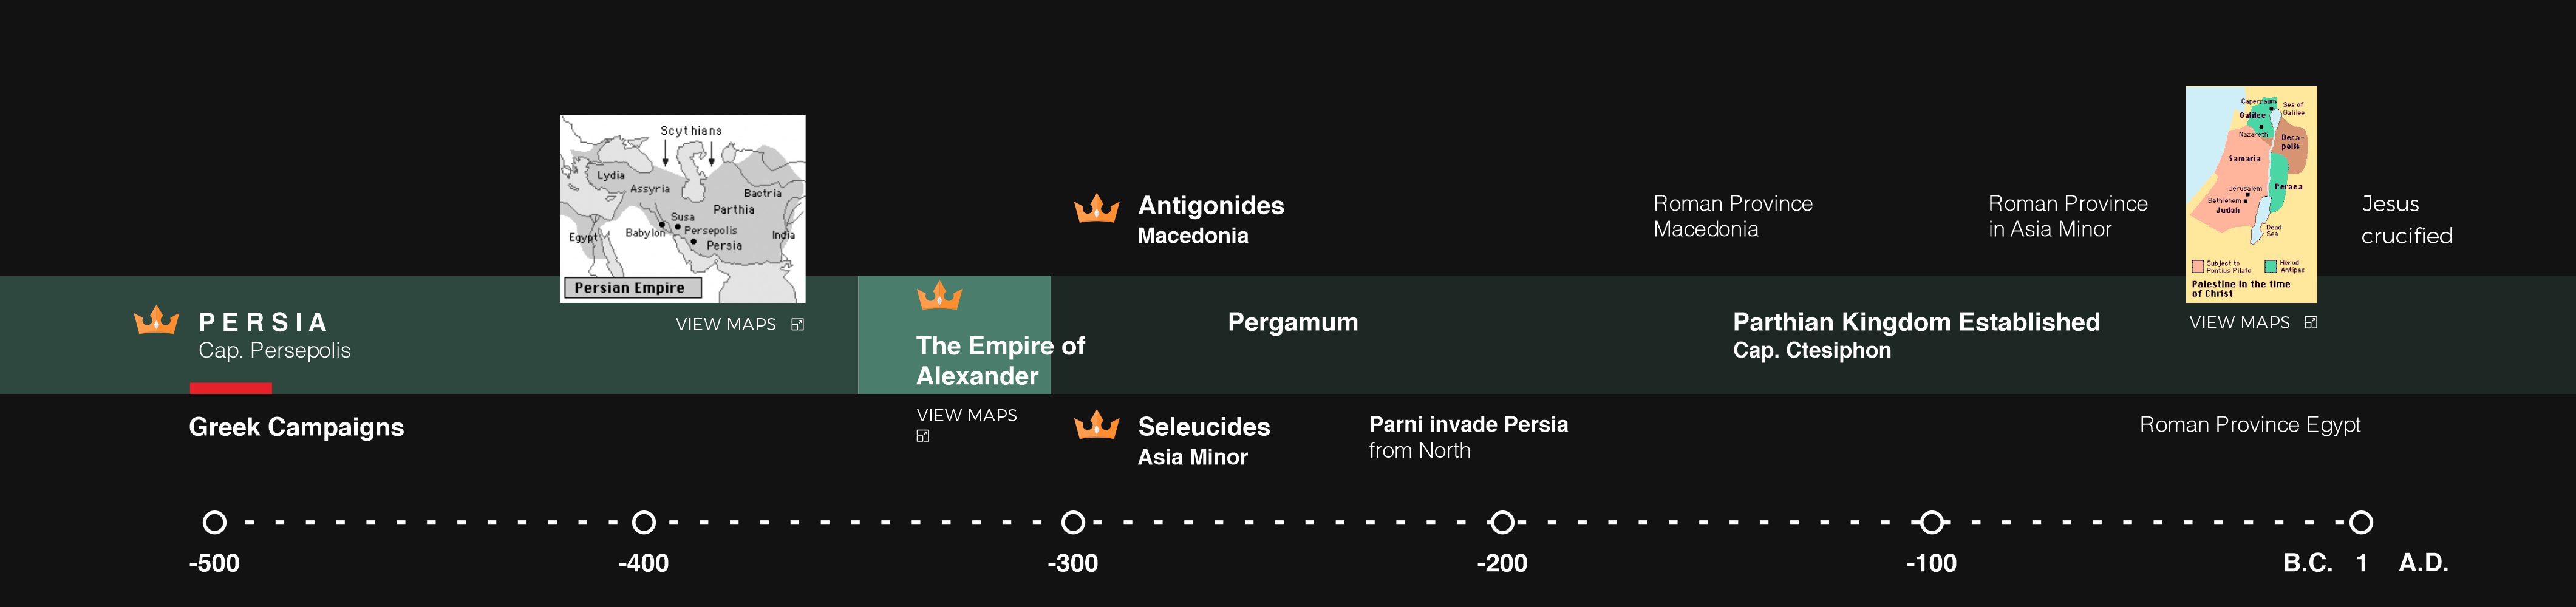 Scythians
Lydia
Assyria
Bactria
Parthia
Susa
Egypt
Babylon
Persepolis
India
Persia
Persian Empire
VIEW MAPS
PERSIA
Cap. Persepolis
Greek Campaigns
The Empire of
Alexander
VIEW MAPS
Antigonides
Macedonia
Pergamum
Seleucides
Asia Minor
Parni invade Persia
from North
Roman Province
Macedonia
Parthian Kingdom Established
Cap. Ctesiphon
Roman Province
in Asia Minor
Capernaum
Sea of
Galilee
Galilee
Nazareth
Deca-
polis
Samaria
Jerusalem
Peraea
Bethlehem
Judah
Dead
Sea
Subject to
Pontius Pilate
Herod
Antipas
Palestine in the time
of Christ
VIEW MAPS
Roman Province Egypt
Jesus
crucified
-500
-400
-300
-200
-100
B.C. 1 A.D.